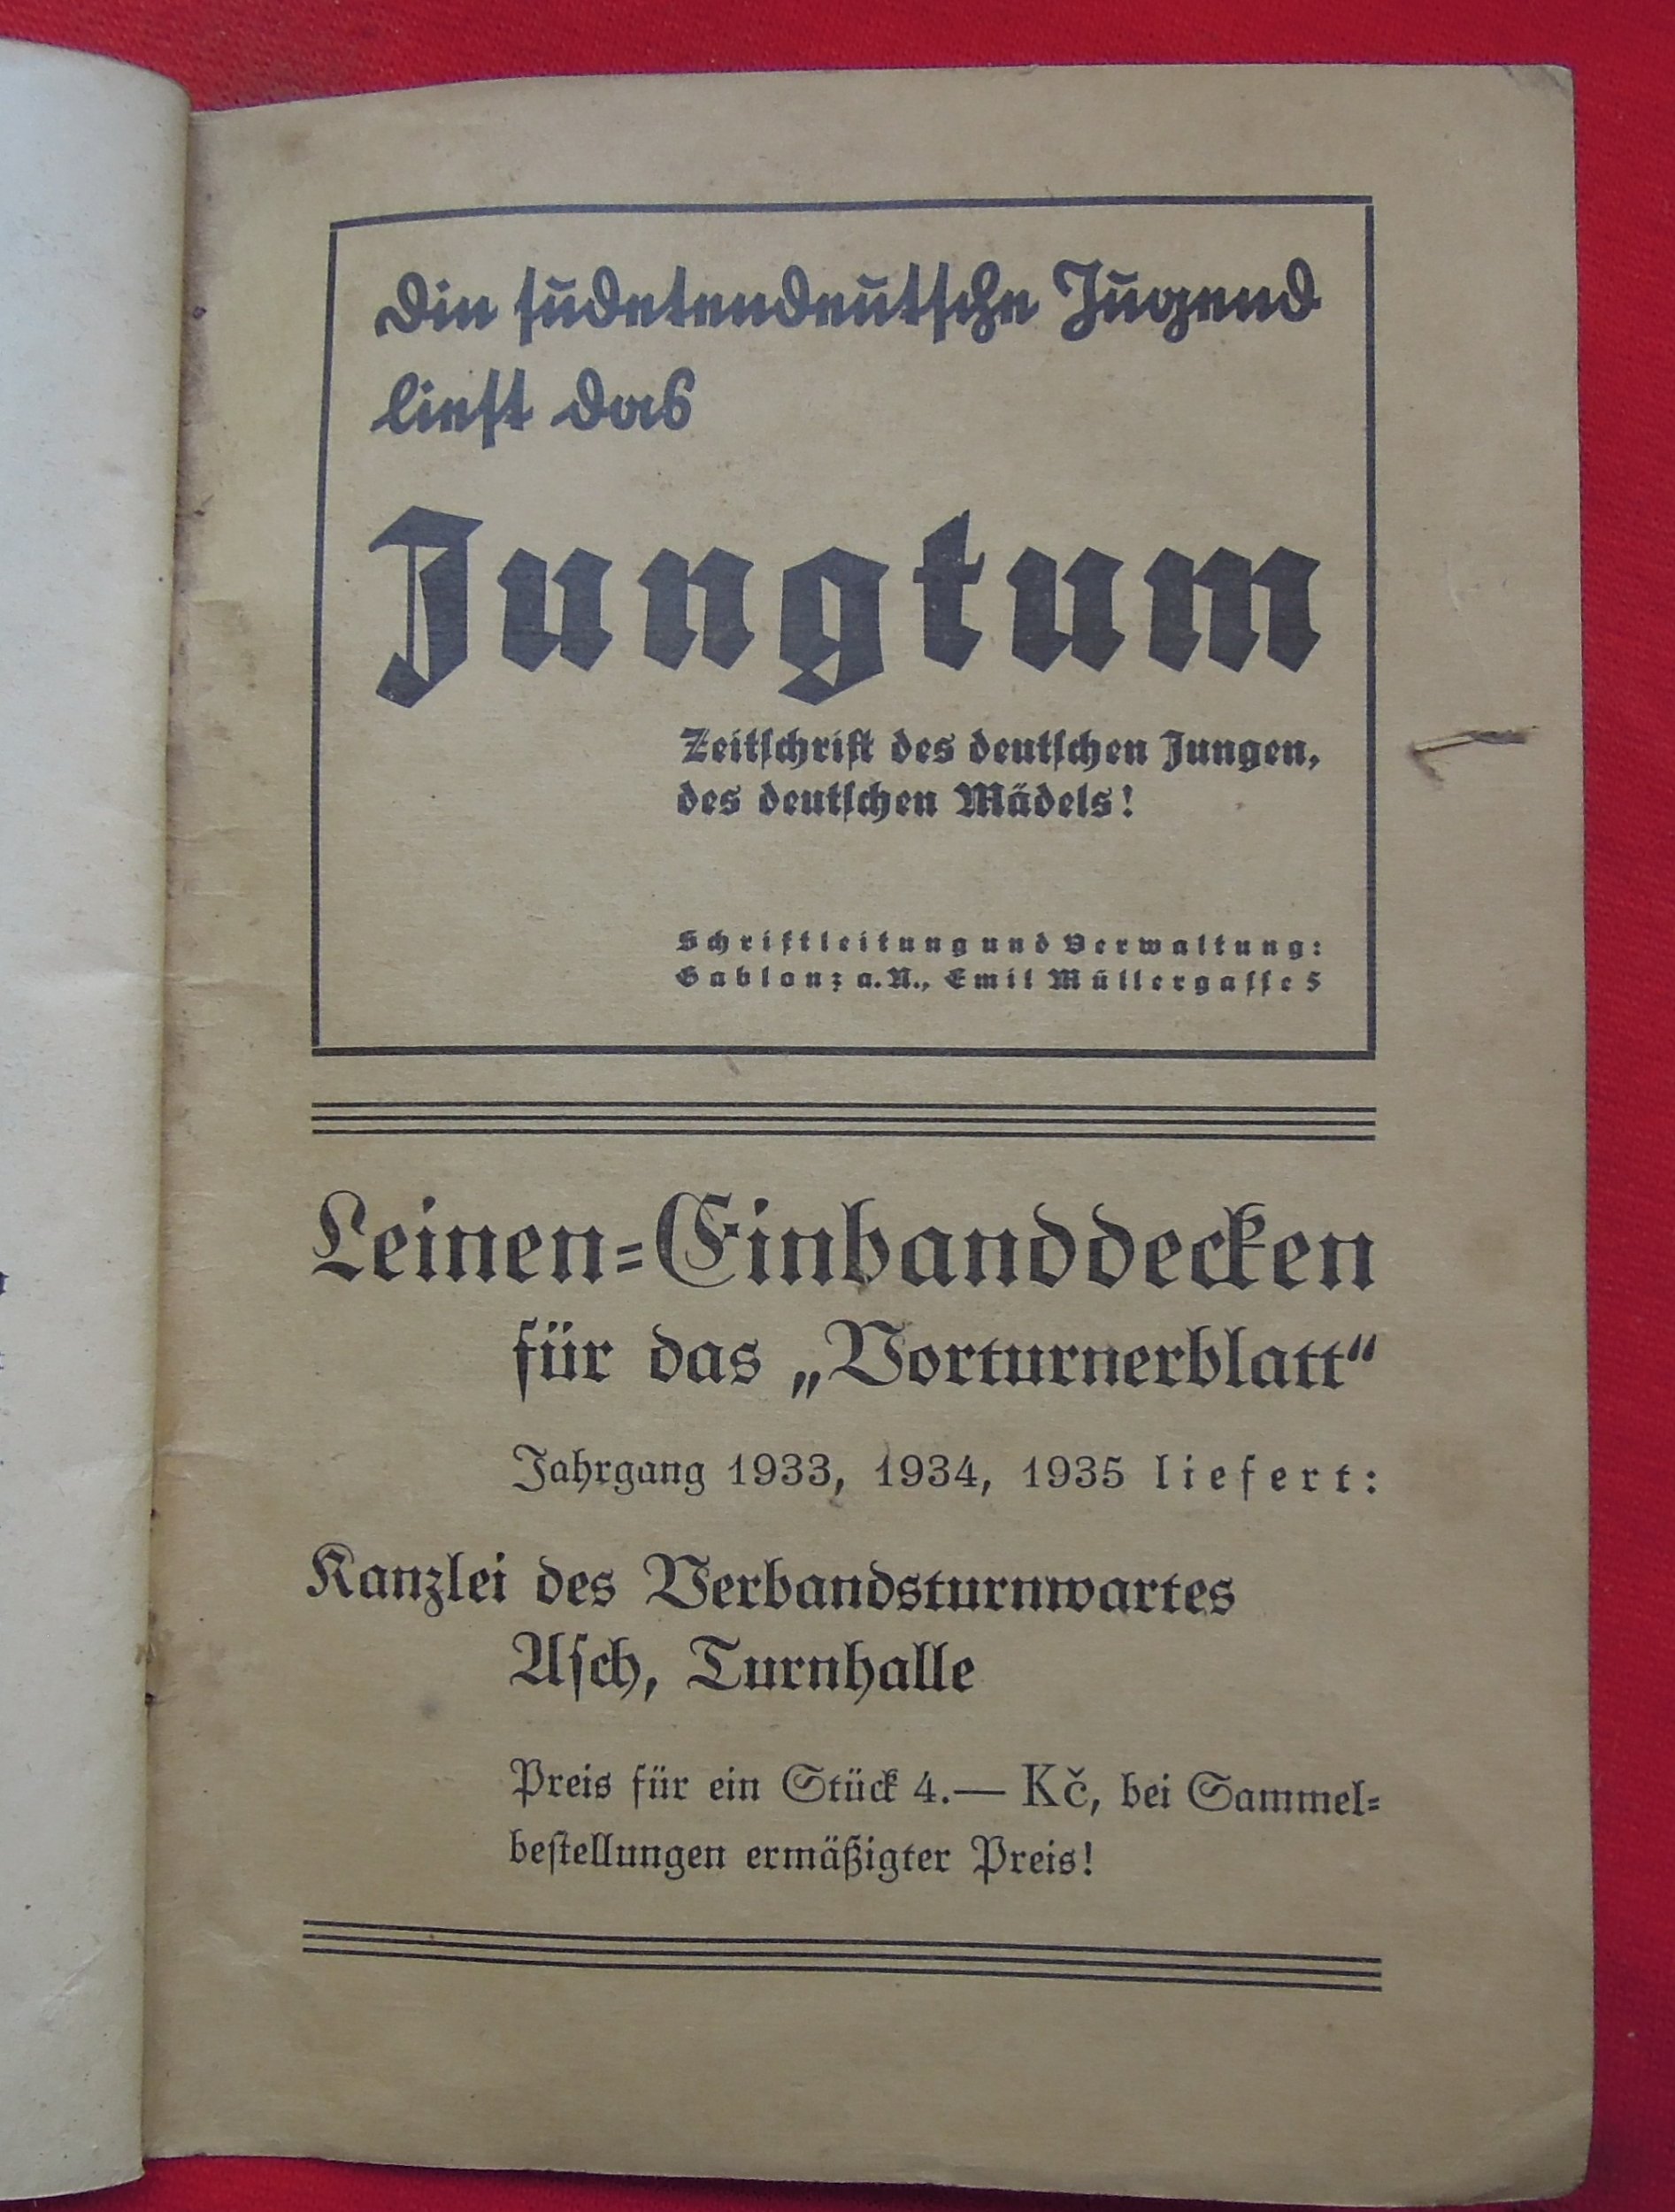 Die sudetendeutsche Jugend
liest das
Jungtum
Zeitschrift des deutschen Jungen,
des deutschen Mädels!
Schriftleitung und Verwaltung:
Gablonz a. N., Emil Müllergasse 5
Leinen-Einbanddecken
für das „Vorturnerblatt“
Jahrgang 1933, 1934, 1935 liefert:
Kanzlei des Verbandsturnwartes
Asch, Turnhalle
Preis für ein Stück 4.— Kč, bei Sammel-
bestellungen ermäßigter Preis!